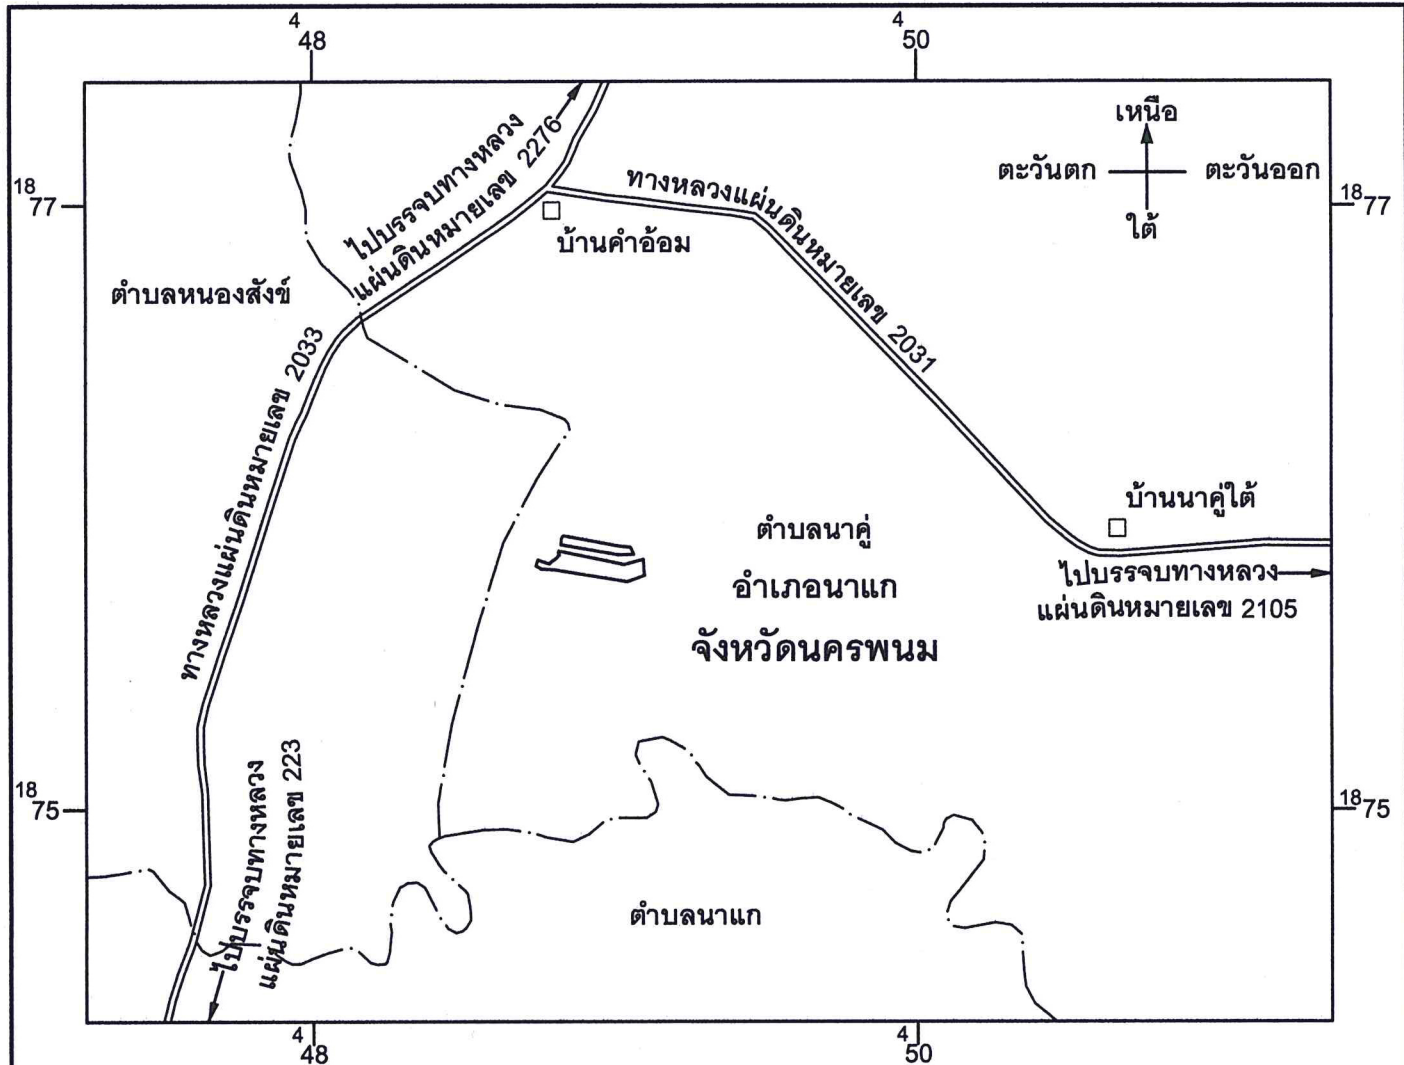 4
48
4
50
เหนือ
ตะวันตก
ตะวันออก
ใต้
18
77
1877
ไปบรรจบทางหลวง
แผ่นดินหมายเลข 2276
ทางหลวงแผ่นดินหมายเลข 2031
บ้านคำอ้อม
ตำบลหนองสังข์
ทางหลวงแผ่นดินหมายเลข 2033
บ้านนาคู่ใต้
ตำบลนาคู่
อำเภอนาแก
จังหวัดนครพนม
ไปบรรจบทางหลวง
แผ่นดินหมายเลข 2105
18
75
1875
ไปบรรจบทางหลวง
แผ่นดินหมายเลข 223
ตำบลนาแก
4
48
4
50